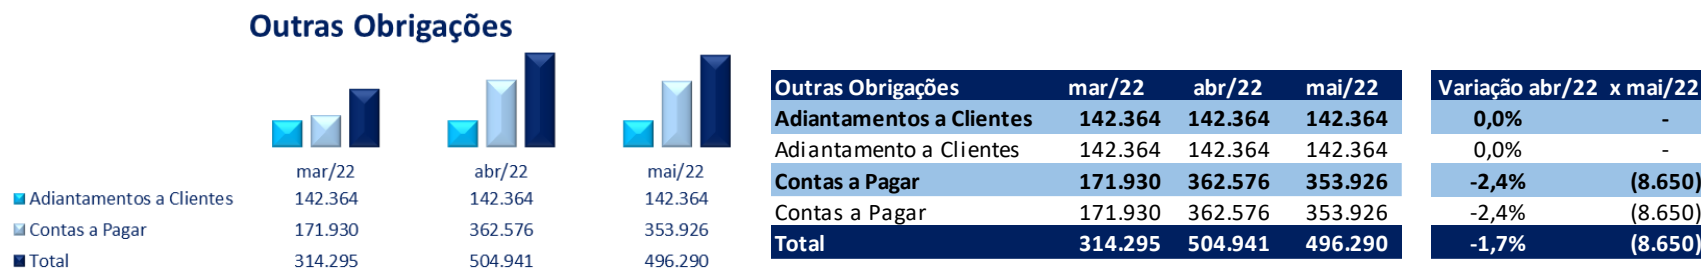 Outras Obrigações
mar/22 abr/22 mai/22
Adiantamentos a Clientes 142.364 142.364 142.364
Contas a Pagar 171.930 362.576 353.926
Total 314.295 504.941 496.290
Outras Obrigações mar/22 abr/22 mai/22 Variação abr/22 x mai/22
Adiantamentos a Clientes 142.364 142.364 142.364 0,0% -
Adiantamento a Clientes 142.364 142.364 142.364 0,0% -
Contas a Pagar 171.930 362.576 353.926 -2,4% (8.650)
Contas a Pagar 171.930 362.576 353.926 -2,4% (8.650)
Total 314.295 504.941 496.290 -1,7% (8.650)